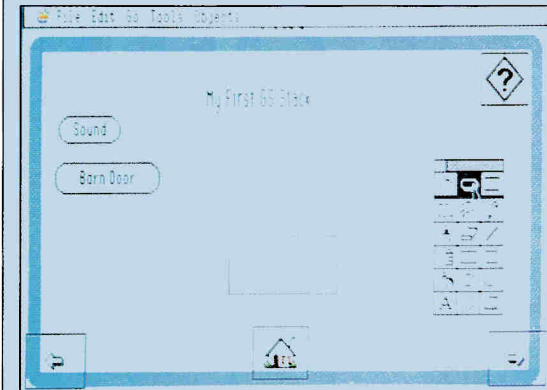 File Edit Go Tools Objects
My First GS Stack
?
Sound
Barn Door
A